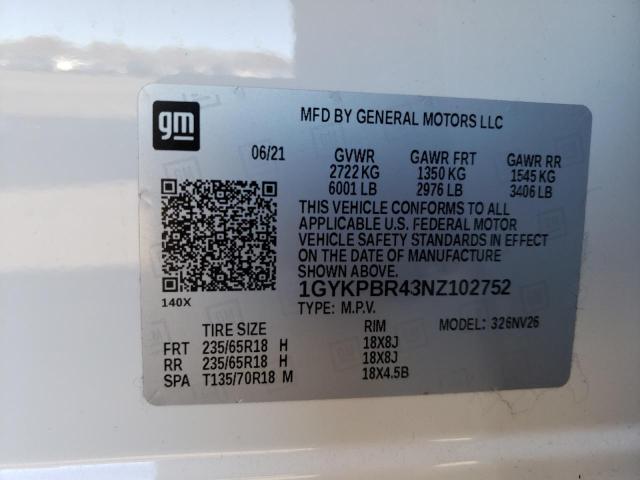 gm
MFD BY GENERAL MOTORS LLC
06/21 GVWR GAWR FRT GAWR RR
2722 KG 1350 KG 1545 KG
6001 LB 2976 LB 3406 LB
THIS VEHICLE CONFORMS TO ALL
APPLICABLE U.S. FEDERAL MOTOR
VEHICLE SAFETY STANDARDS IN EFFECT
ON THE DATE OF MANUFACTURE
SHOWN ABOVE.
140X 1GYKPBR43NZ102752
TYPE: M.P.V.
TIRE SIZE RIM MODEL: 326NV26
FRT 235/65R18 H 18X8J
RR 235/65R18 H 18X8J
SPA T135/70R18 M 18X4.5B